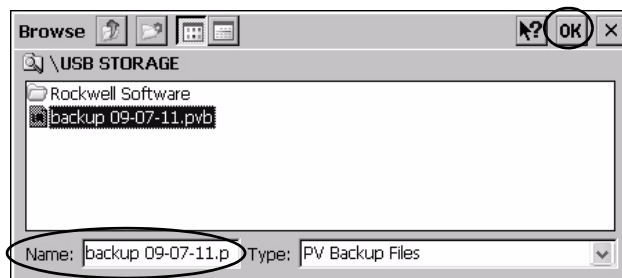 Browse ? OK ×
\USB STORAGE
Rockwell Software
backup 09-07-11.pvb
Name: backup 09-07-11.p Type: PV Backup Files